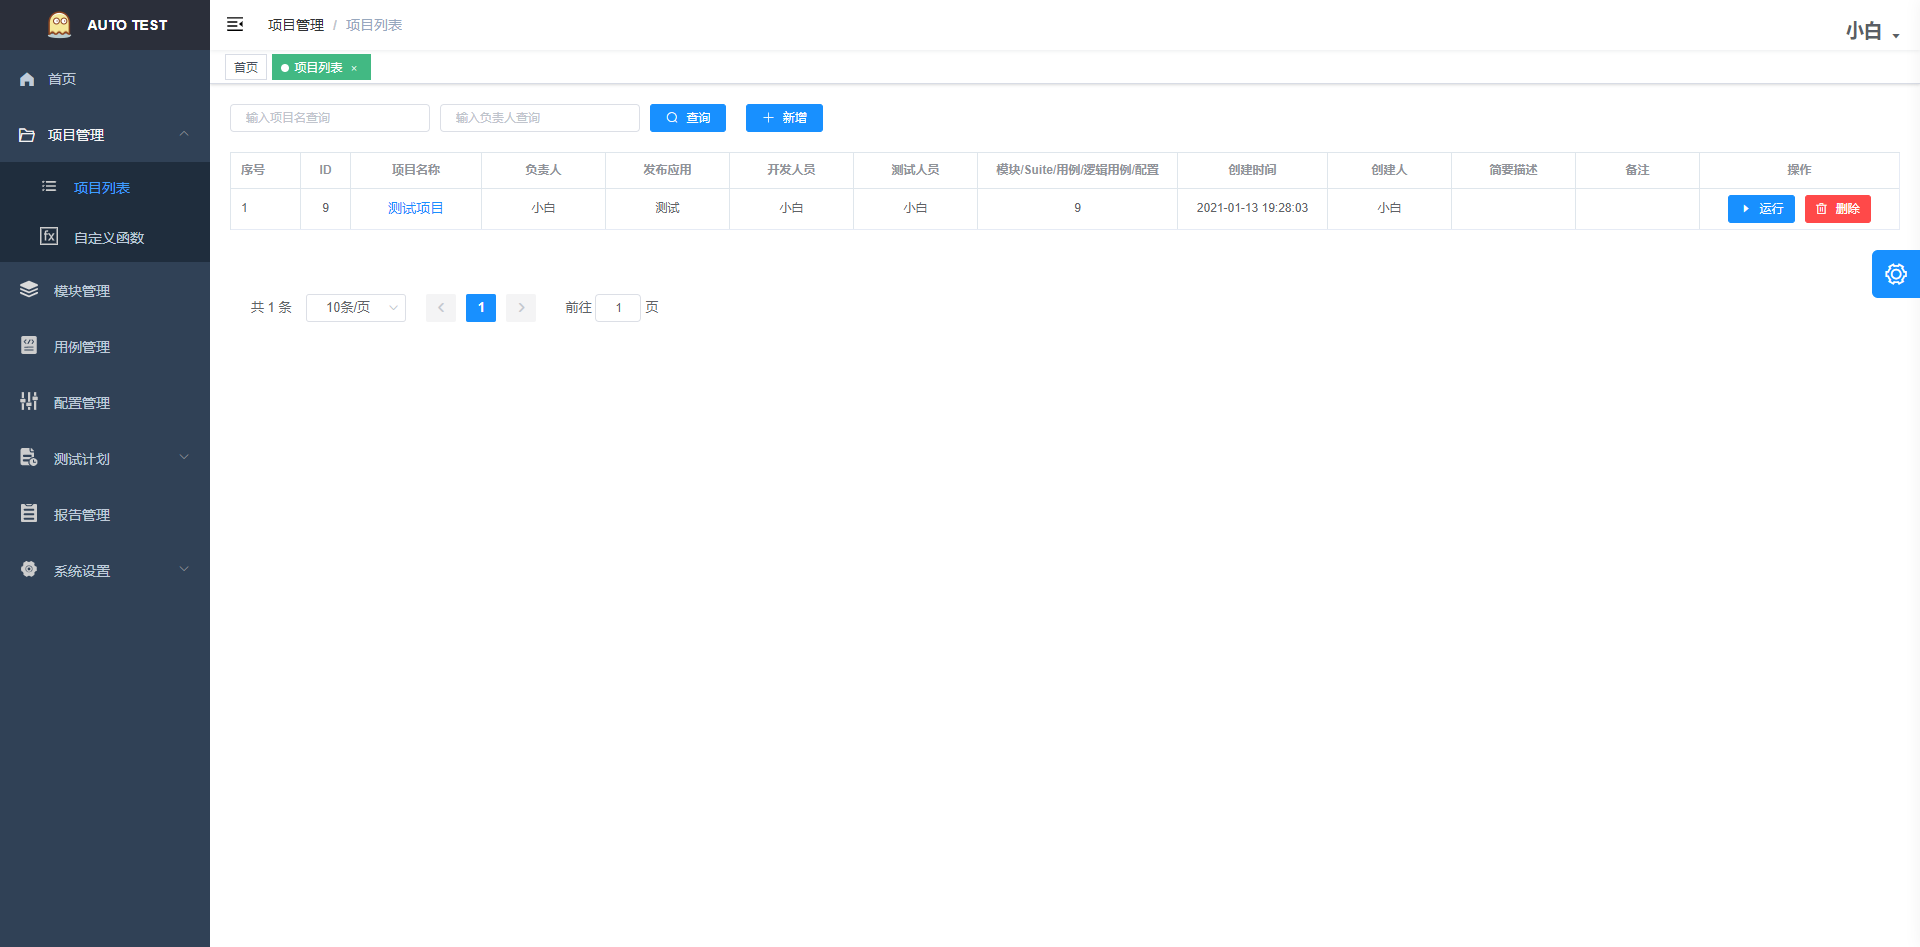 AUTO TEST
首页
项目管理
项目列表
fx 自定义函数
模块管理
用例管理
配置管理
测试计划
报告管理
系统设置
项目管理 / 项目列表
小白
首页 项目列表 ×
输入项目名查询 输入负责人查询 查询 新增
序号 ID 项目名称 负责人 发布应用 开发人员 测试人员 模块/Suite/用例/逻辑用例/配置 创建时间 创建人 简要描述 备注 操作
1 9 测试项目 小白 测试 小白 小白 9 2021-01-13 19:28:03 小白 运行 删除
共 1 条 10条/页 1 前往 1 页